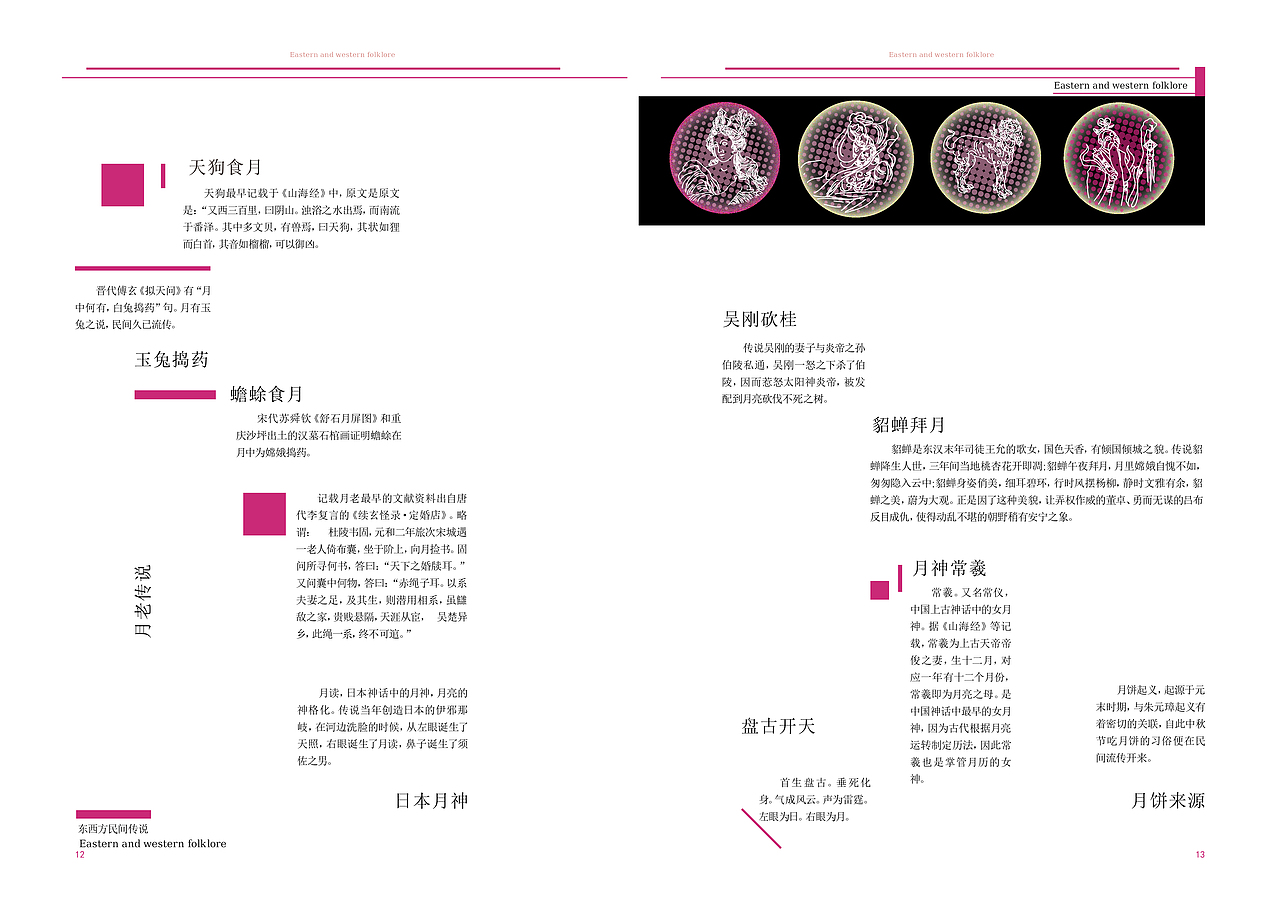 Eastern and western folklore
天狗食月
天狗最早记载于《山海经》中，原文是原文
是：“又西三百里，曰阴山。浊浴之水出焉，而南流
于番泽。其中多文贝，有兽焉，曰天狗，其状如狸
而白首，其音如榴榴，可以御凶。
晋代傅玄《拟天问》有“月
中何有，白兔捣药”句。月有玉
兔之说，民间久已流传。
玉兔捣药
蟾蜍食月
宋代苏舜钦《舒石月屏图》和重
庆沙坪出土的汉墓石棺画证明蟾蜍在
月中为嫦娥捣药。
记载月老最早的文献资料出自唐
代李复言的《续玄怪录·定婚店》。略
谓： 杜陵韦固，元和二年旅次宋城遇
一老人倚布囊，坐于阶上，向月捡书。固
问所寻何书，答曰：“天下之婚牍耳。”
又问囊中何物，答曰：“赤绳子耳。以系
夫妻之足，及其生，则潜用相系，虽雠
敌之家，贵贱悬隔，天涯从宦， 吴楚异
乡，此绳一系，终不可逭。”
月老传说
月读，日本神话中的月神，月亮的
神格化。传说当年创造日本的伊邪那
岐，在河边洗脸的时候，从左眼诞生了
天照，右眼诞生了月读，鼻子诞生了须
佐之男。
日本月神
东西方民间传说
Eastern and western folklore
12
Eastern and western folklore
Eastern and western folklore
吴刚砍桂
传说吴刚的妻子与炎帝之孙
伯陵私通，吴刚一怒之下杀了伯
陵，因而惹怒太阳神炎帝，被发
配到月亮砍伐不死之树。
貂蝉拜月
貂蝉是东汉末年司徒王允的歌女，国色天香，有倾国倾城之貌。传说貂
蝉降生人世，三年间当地桃杏花开即凋；貂蝉午夜拜月，月里嫦娥自愧不如，
匆匆隐入云中；貂蝉身姿俏美，细耳碧环，行时风摆杨柳，静时文雅有余，貂
蝉之美，蔚为大观。正是因了这种美貌，让弄权作威的董卓、勇而无谋的吕布
反目成仇，使得动乱不堪的朝野稍有安宁之象。
月神常羲
常羲。又名常仪，
中国上古神话中的女月
神。据《山海经》等记
载，常羲为上古天帝帝
俊之妻，生十二月，对
应一年有十二个月份，
常羲即为月亮之母。是
中国神话中最早的女月
神，因为古代根据月亮
运转制定历法，因此常
羲也是掌管月历的女
神。
盘古开天
首生盘古。垂死化
身。气成风云。声为雷霆。
左眼为日。右眼为月。
月饼起义，起源于元
末时期，与朱元璋起义有
着密切的关联，自此中秋
节吃月饼的习俗便在民
间流传开来。
月饼来源
13